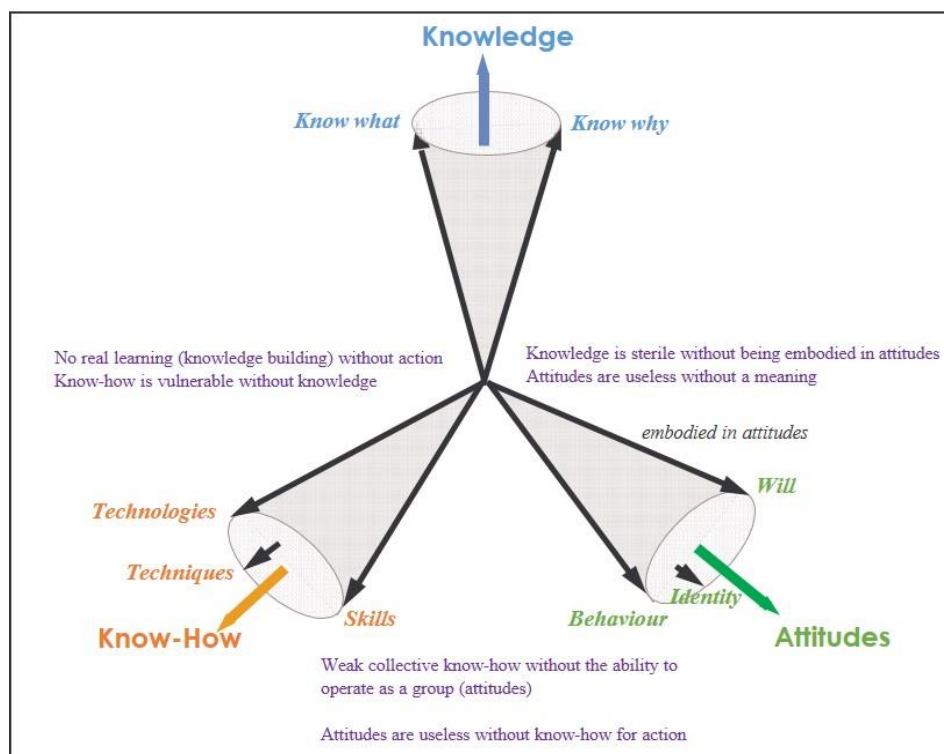 Knowledge
Know what
Know why
No real learning (knowledge building) without action
Know-how is vulnerable without knowledge
Knowledge is sterile without being embodied in attitudes
Attitudes are useless without a meaning
embodied in attitudes
Will
Technologies
Techniques
Skills
Know-How
Behaviour
Identity
Attitudes
Weak collective know-how without the ability to
operate as a group (attitudes)
Attitudes are useless without know-how for action